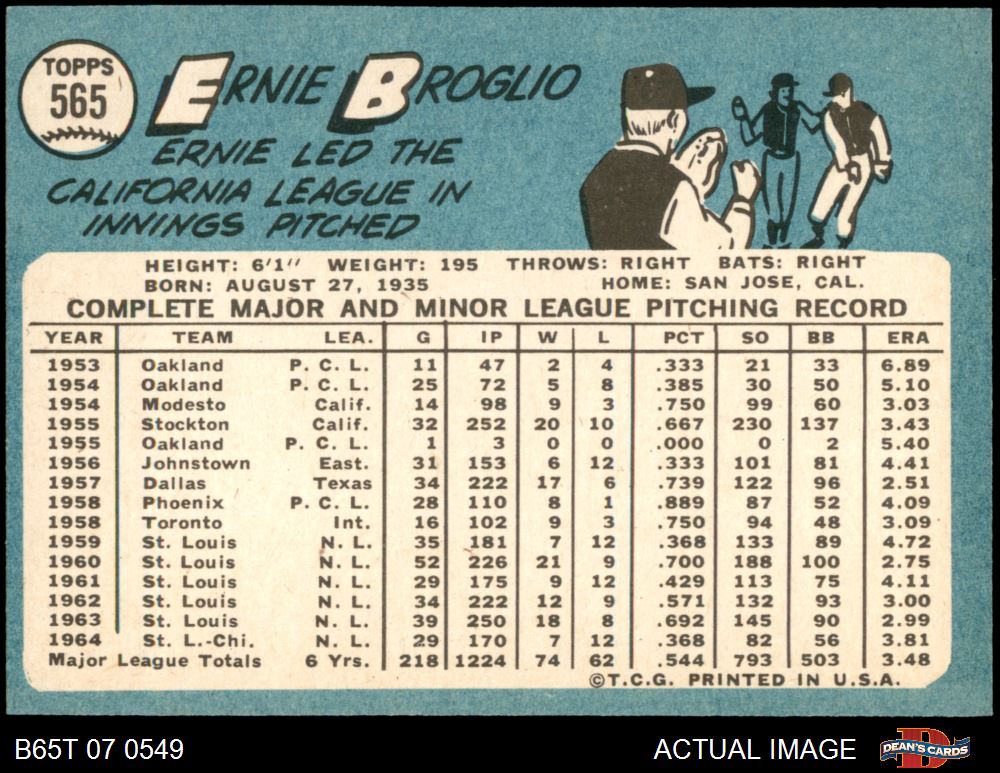 TOPPS
565
ERNIE BROGLIO
ERNIE LED THE
CALIFORNIA LEAGUE IN
INNINGS PITCHED
HEIGHT: 6'1" WEIGHT: 195 THROWS: RIGHT BATS: RIGHT
BORN: AUGUST 27, 1935 HOME: SAN JOSE, CAL.
COMPLETE MAJOR AND MINOR LEAGUE PITCHING RECORD
YEAR TEAM LEA. G IP W L PCT SO BB ERA
1953 Oakland P. C. L. 11 47 2 4 .333 21 33 6.89
1954 Oakland P. C. L. 25 72 5 8 .385 30 50 5.10
1954 Modesto Calif. 14 98 9 3 .750 99 60 3.03
1955 Stockton Calif. 32 252 20 10 .667 230 137 3.43
1955 Oakland P. C. L. 1 3 0 0 .000 0 2 5.40
1956 Johnstown East. 31 153 6 12 .333 101 81 4.41
1957 Dallas Texas 34 222 17 6 .739 122 96 2.51
1958 Phoenix P. C. L. 28 110 8 1 .889 87 52 4.09
1958 Toronto Int. 16 102 9 3 .750 94 48 3.09
1959 St. Louis N. L. 35 181 7 12 .368 133 89 4.72
1960 St. Louis N. L. 52 226 21 9 .700 188 100 2.75
1961 St. Louis N. L. 29 175 9 12 .429 113 75 4.11
1962 St. Louis N. L. 34 222 12 9 .571 132 93 3.00
1963 St. Louis N. L. 39 250 18 8 .692 145 90 2.99
1964 St. L.-Chi. N. L. 29 170 7 12 .368 82 56 3.81
Major League Totals 6 Yrs. 218 1224 74 62 .544 793 503 3.48
©T.C.G. PRINTED IN U.S.A.
B65T 07 0549 ACTUAL IMAGE DEAN'S CARDS